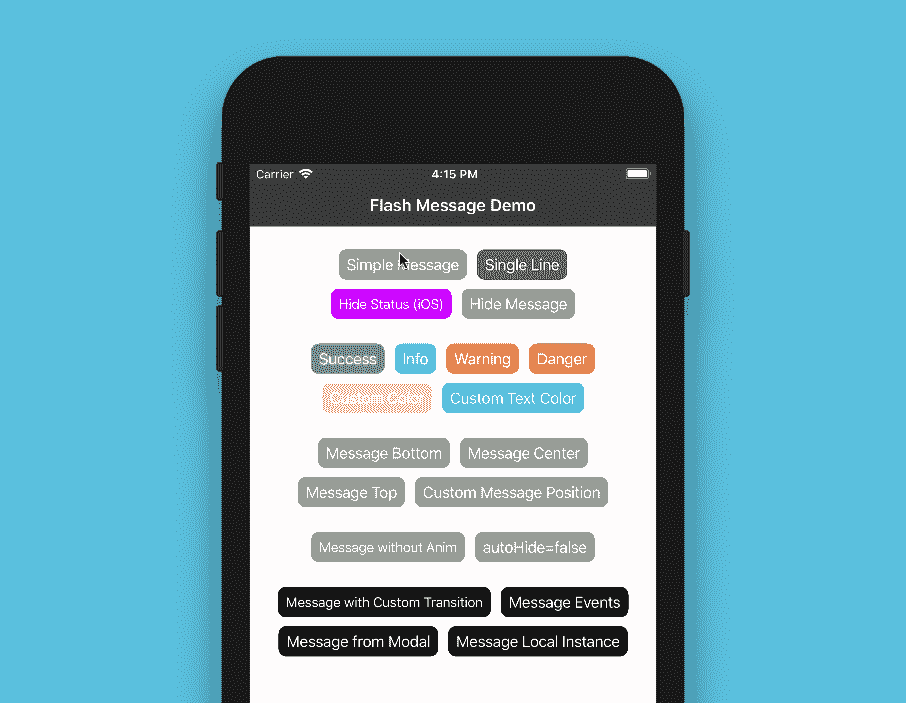 Carrier 4:15 PM
Flash Message Demo
Simple Message Single Line
Hide Status (iOS) Hide Message
Success Info Warning Danger
Custom Color Custom Text Color
Message Bottom Message Center
Message Top Custom Message Position
Message without Anim autoHide=false
Message with Custom Transition Message Events
Message from Modal Message Local Instance